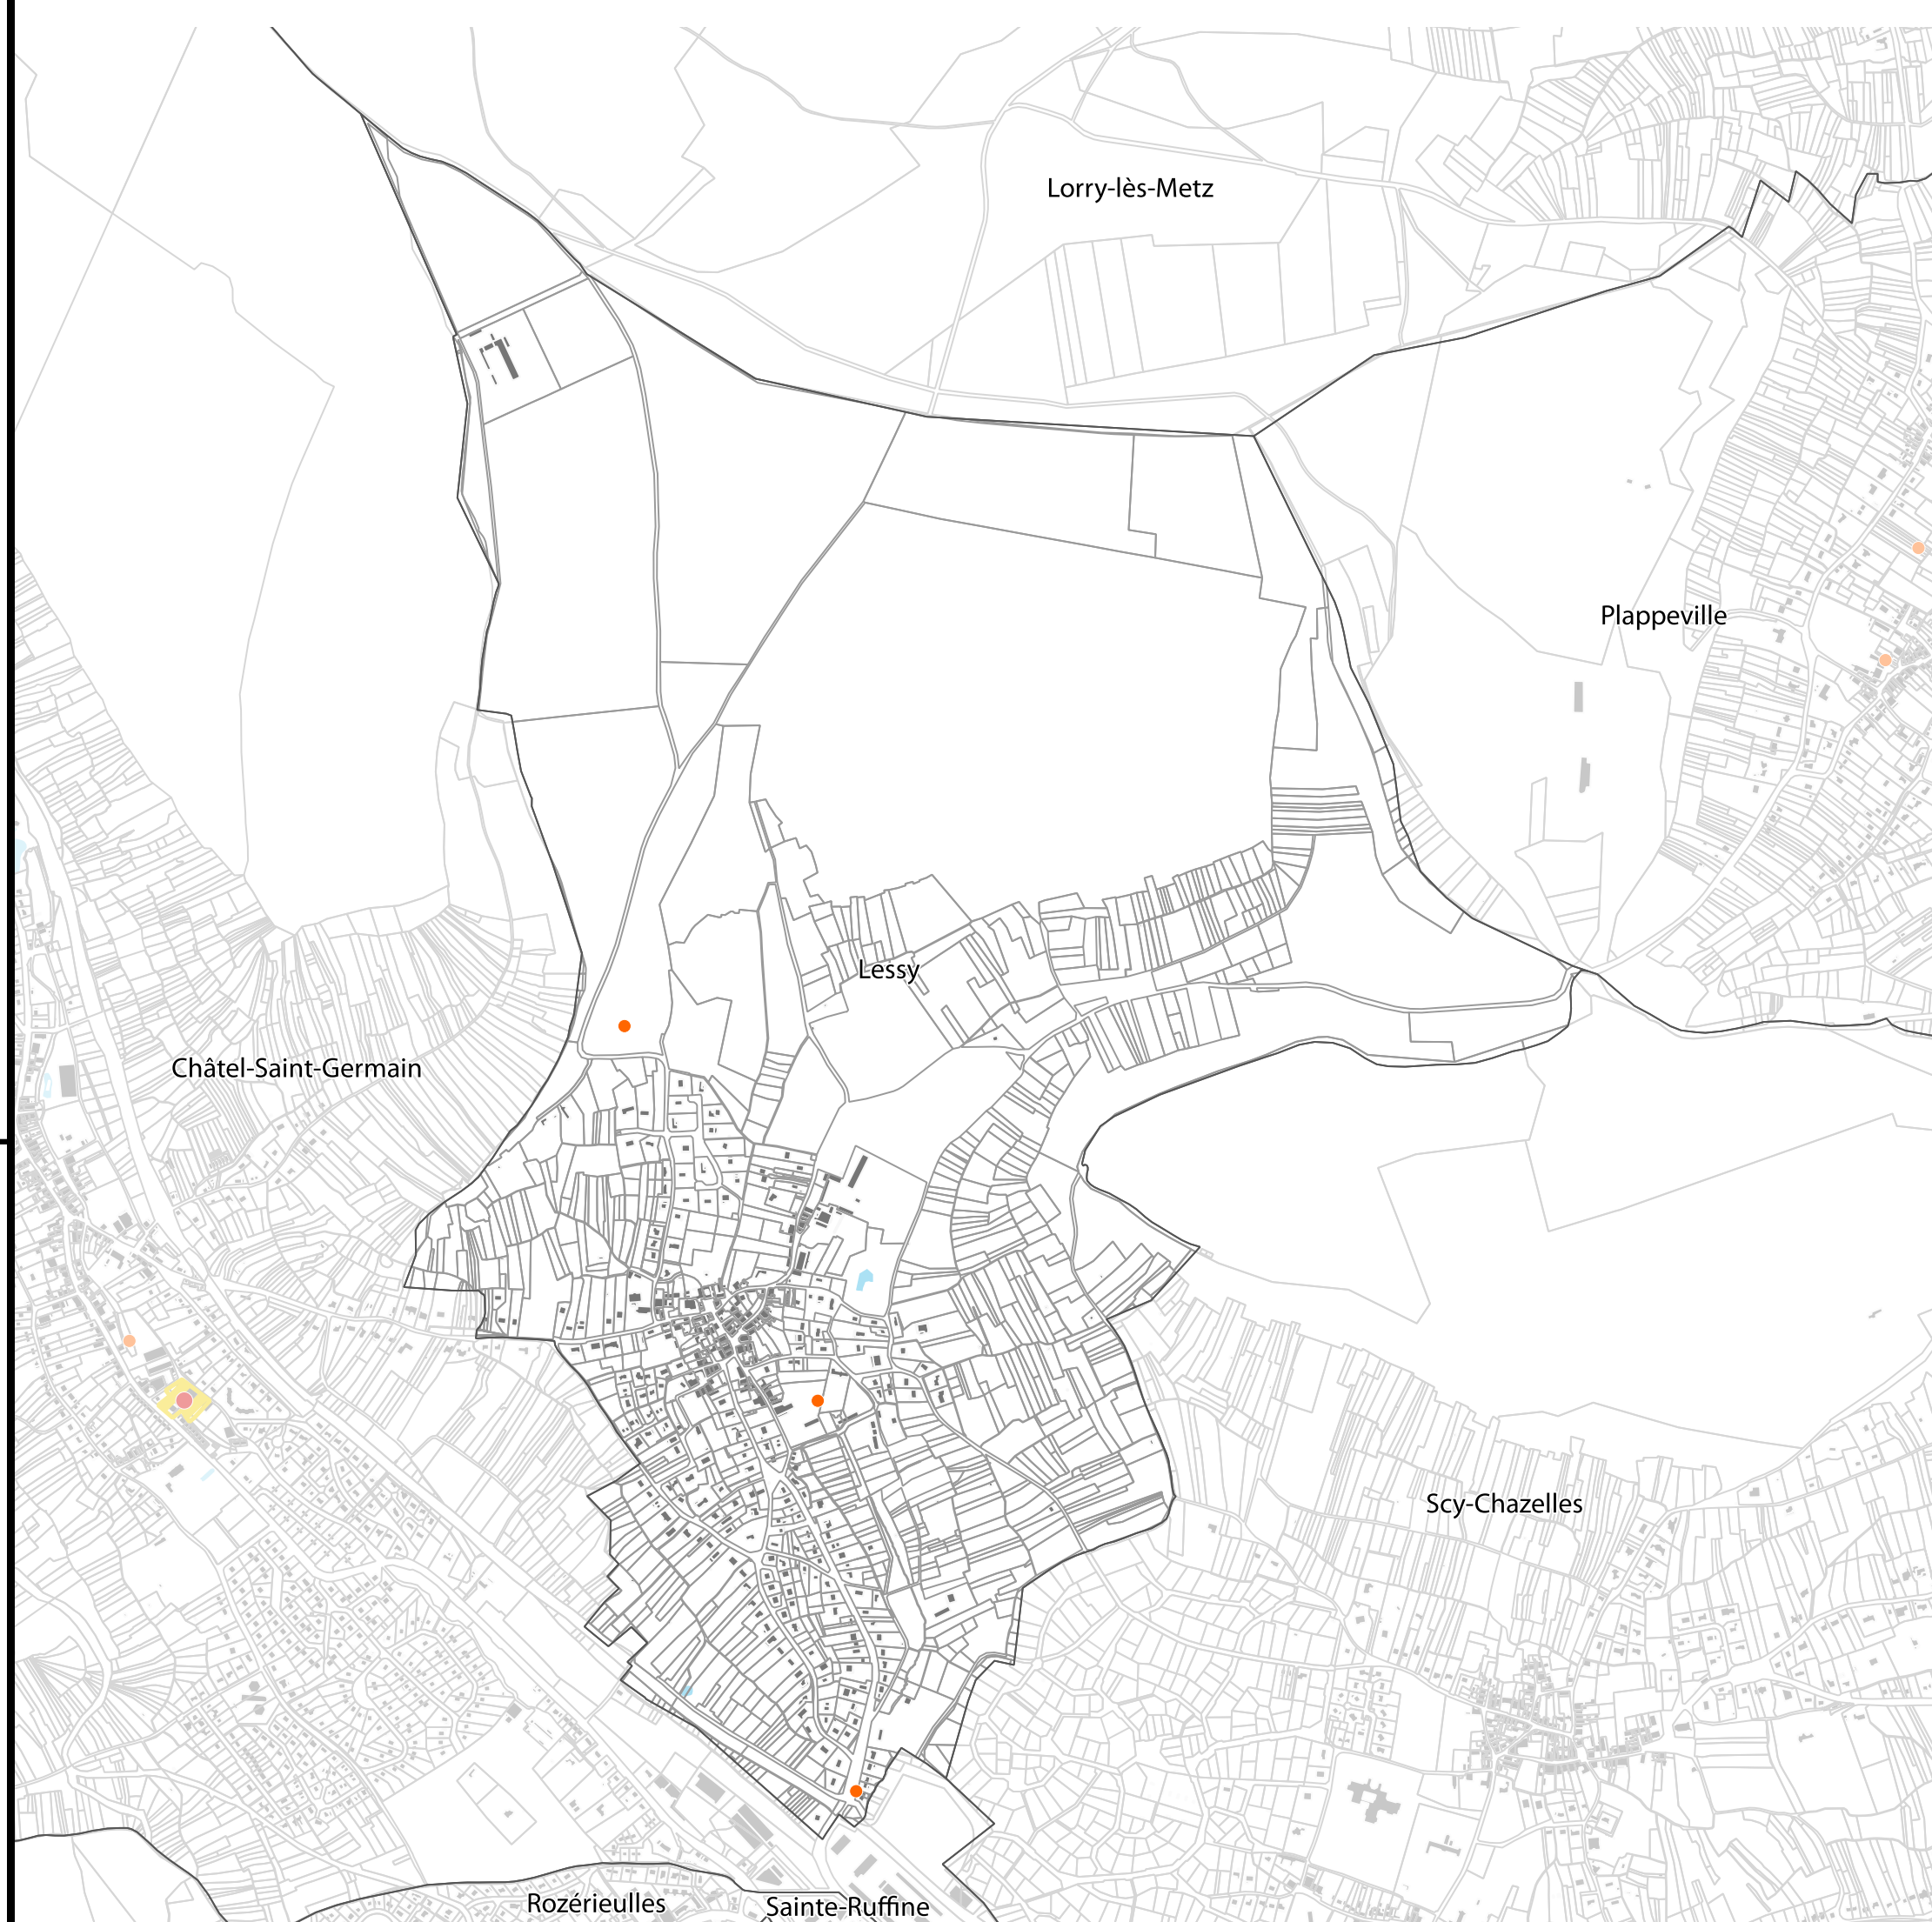 Lorry-lès-Metz
Plappeville
Lessy
Châtel-Saint-Germain
Scy-Chazelles
Rozérieulles
Sainte-Ruffine